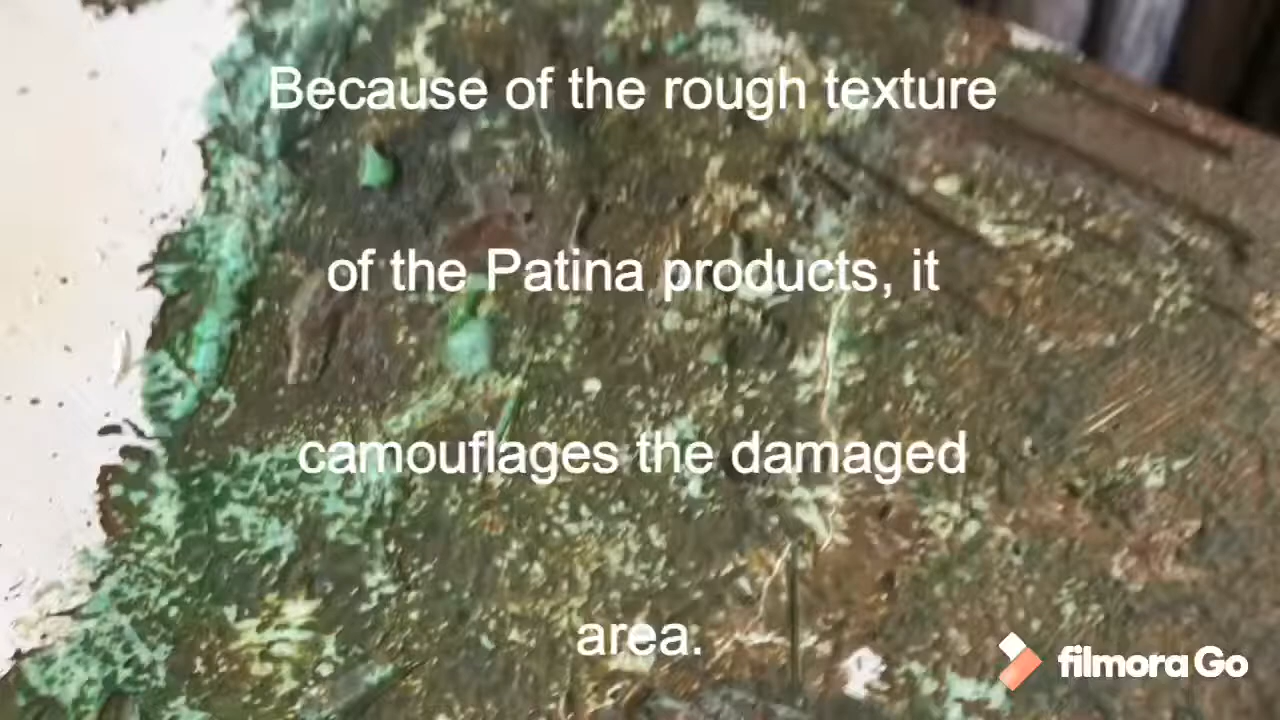 Because of the rough texture
of the Patina products, it
camouflages the damaged
area.
filmora Go